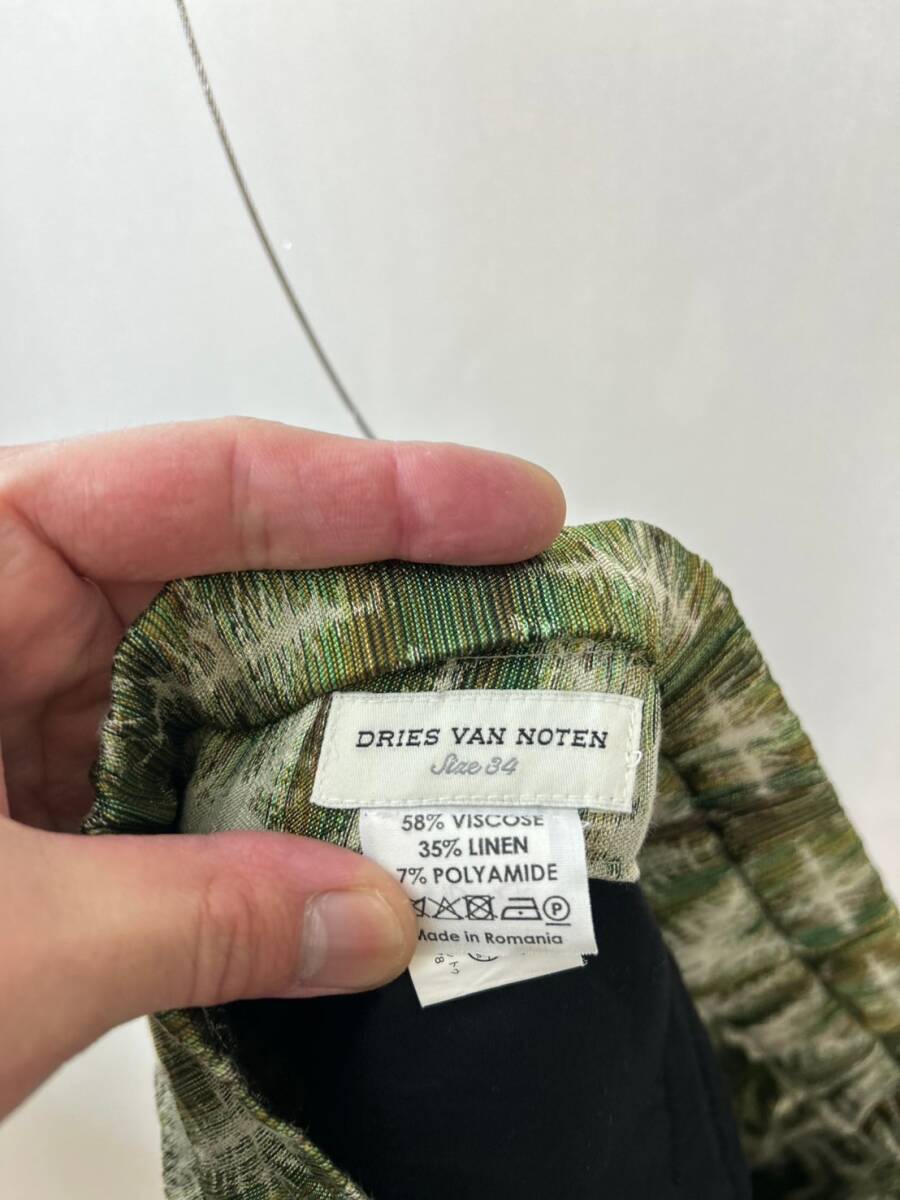 DRIES VAN NOTEN
Size 34
58% VISCOSE
35% LINEN
7% POLYAMIDE
P
Made in Romania